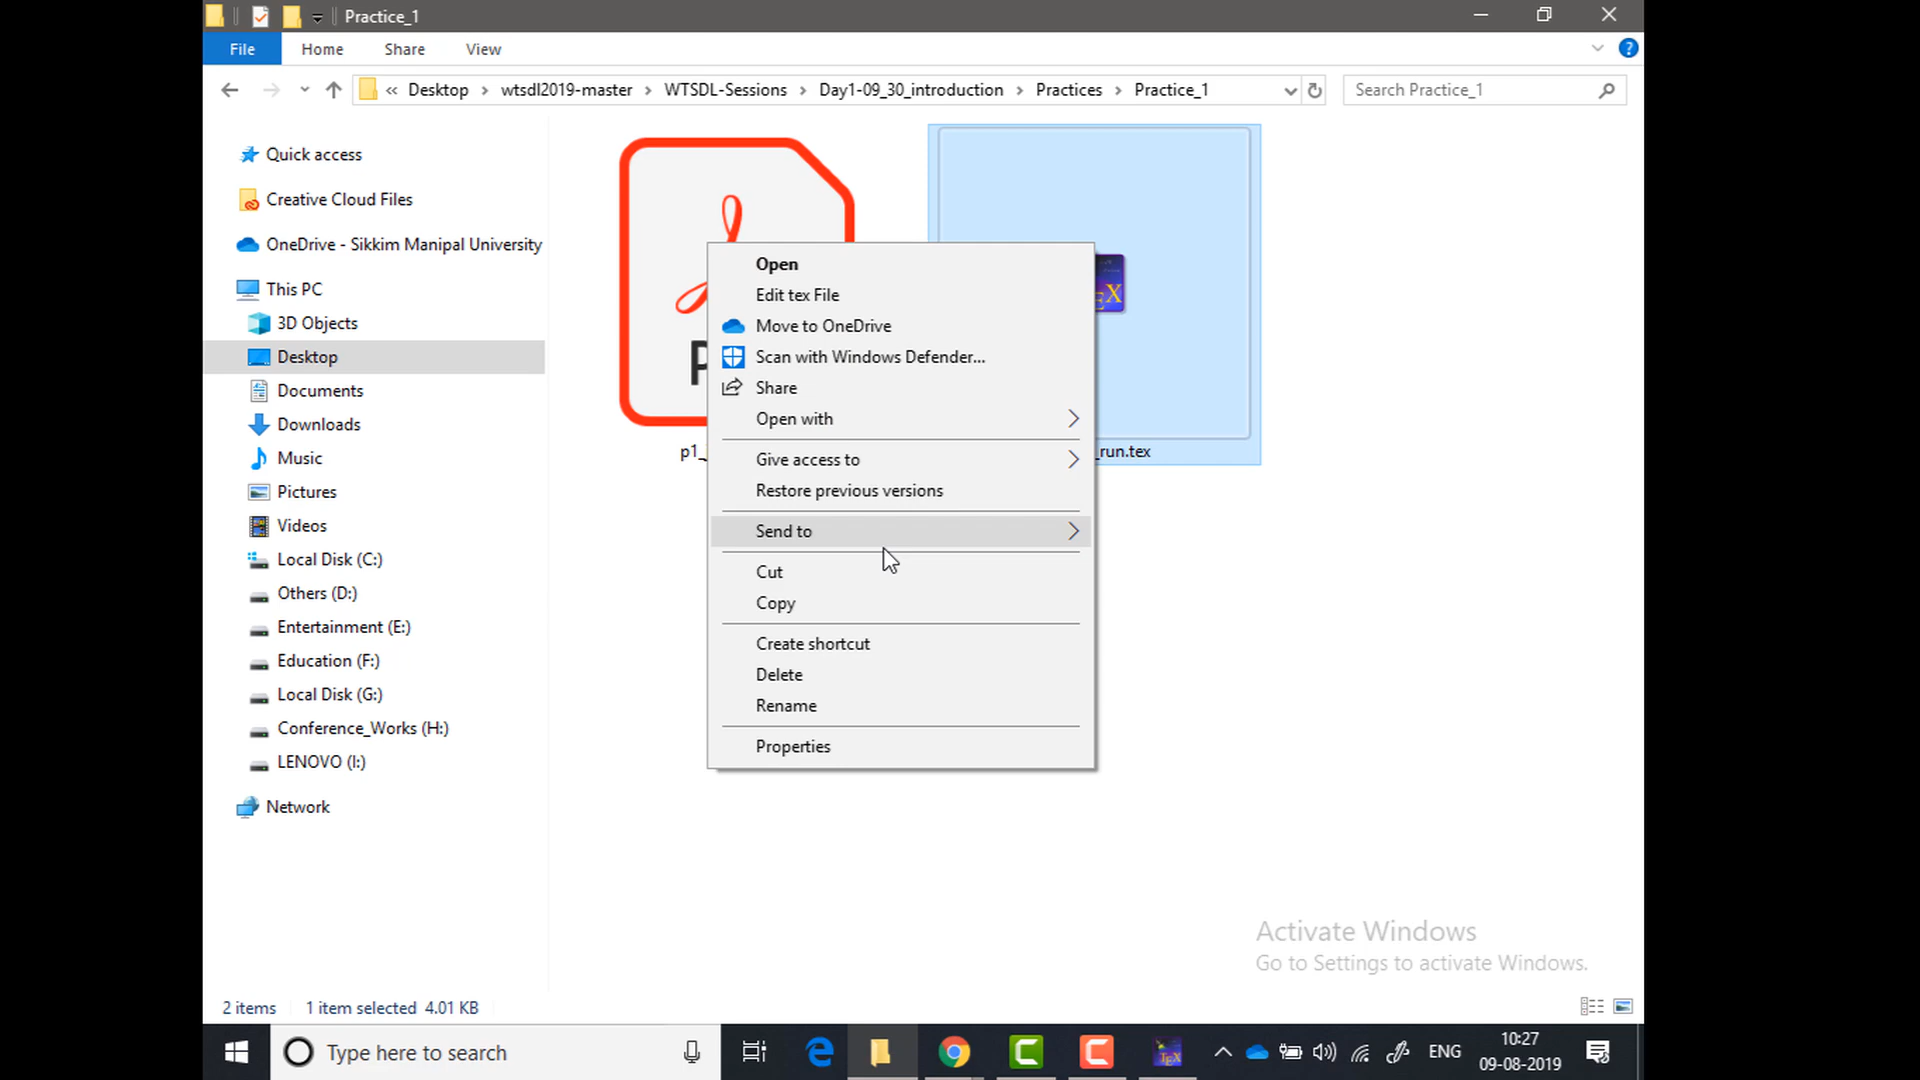 Practice_1
File
Home
Share
View
?
« Desktop › wtsdl2019-master › WTSDL-Sessions › Day1-09_30_introduction › Practices › Practice_1
Search Practice_1
Quick access
Creative Cloud Files
OneDrive - Sikkim Manipal University
This PC
3D Objects
Desktop
Documents
Downloads
Music
Pictures
Videos
Local Disk (C:)
Others (D:)
Entertainment (E:)
Education (F:)
Local Disk (G:)
Conference_Works (H:)
LENOVO (I:)
Network
p1_
_run.tex
Open
Edit tex File
Move to OneDrive
Scan with Windows Defender...
Share
Open with
Give access to
Restore previous versions
Send to
Cut
Copy
Create shortcut
Delete
Rename
Properties
Activate Windows
Go to Settings to activate Windows.
2 items
1 item selected 4.01 KB
Type here to search
ENG
10:27
09-08-2019